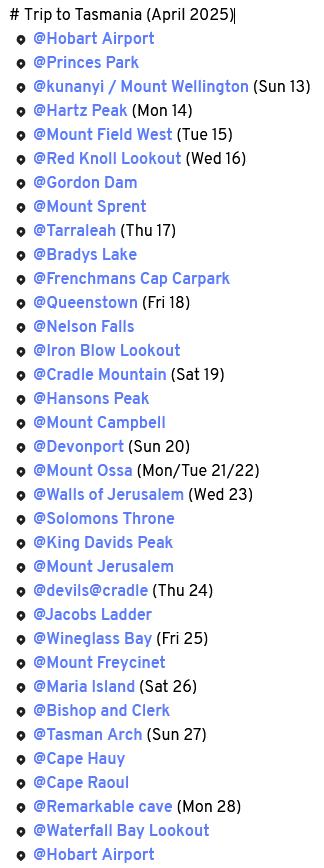 # Trip to Tasmania (April 2025)
@Hobart Airport
@Princes Park
@kunanyi / Mount Wellington (Sun 13)
@Hartz Peak (Mon 14)
@Mount Field West (Tue 15)
@Red Knoll Lookout (Wed 16)
@Gordon Dam
@Mount Sprent
@Tarraleah (Thu 17)
@Bradys Lake
@Frenchmans Cap Carpark
@Queenstown (Fri 18)
@Nelson Falls
@Iron Blow Lookout
@Cradle Mountain (Sat 19)
@Hansons Peak
@Mount Campbell
@Devonport (Sun 20)
@Mount Ossa (Mon/Tue 21/22)
@Walls of Jerusalem (Wed 23)
@Solomons Throne
@King Davids Peak
@Mount Jerusalem
@devils@cradle (Thu 24)
@Jacobs Ladder
@Wineglass Bay (Fri 25)
@Mount Freycinet
@Maria Island (Sat 26)
@Bishop and Clerk
@Tasman Arch (Sun 27)
@Cape Hauy
@Cape Raoul
@Remarkable cave (Mon 28)
@Waterfall Bay Lookout
@Hobart Airport